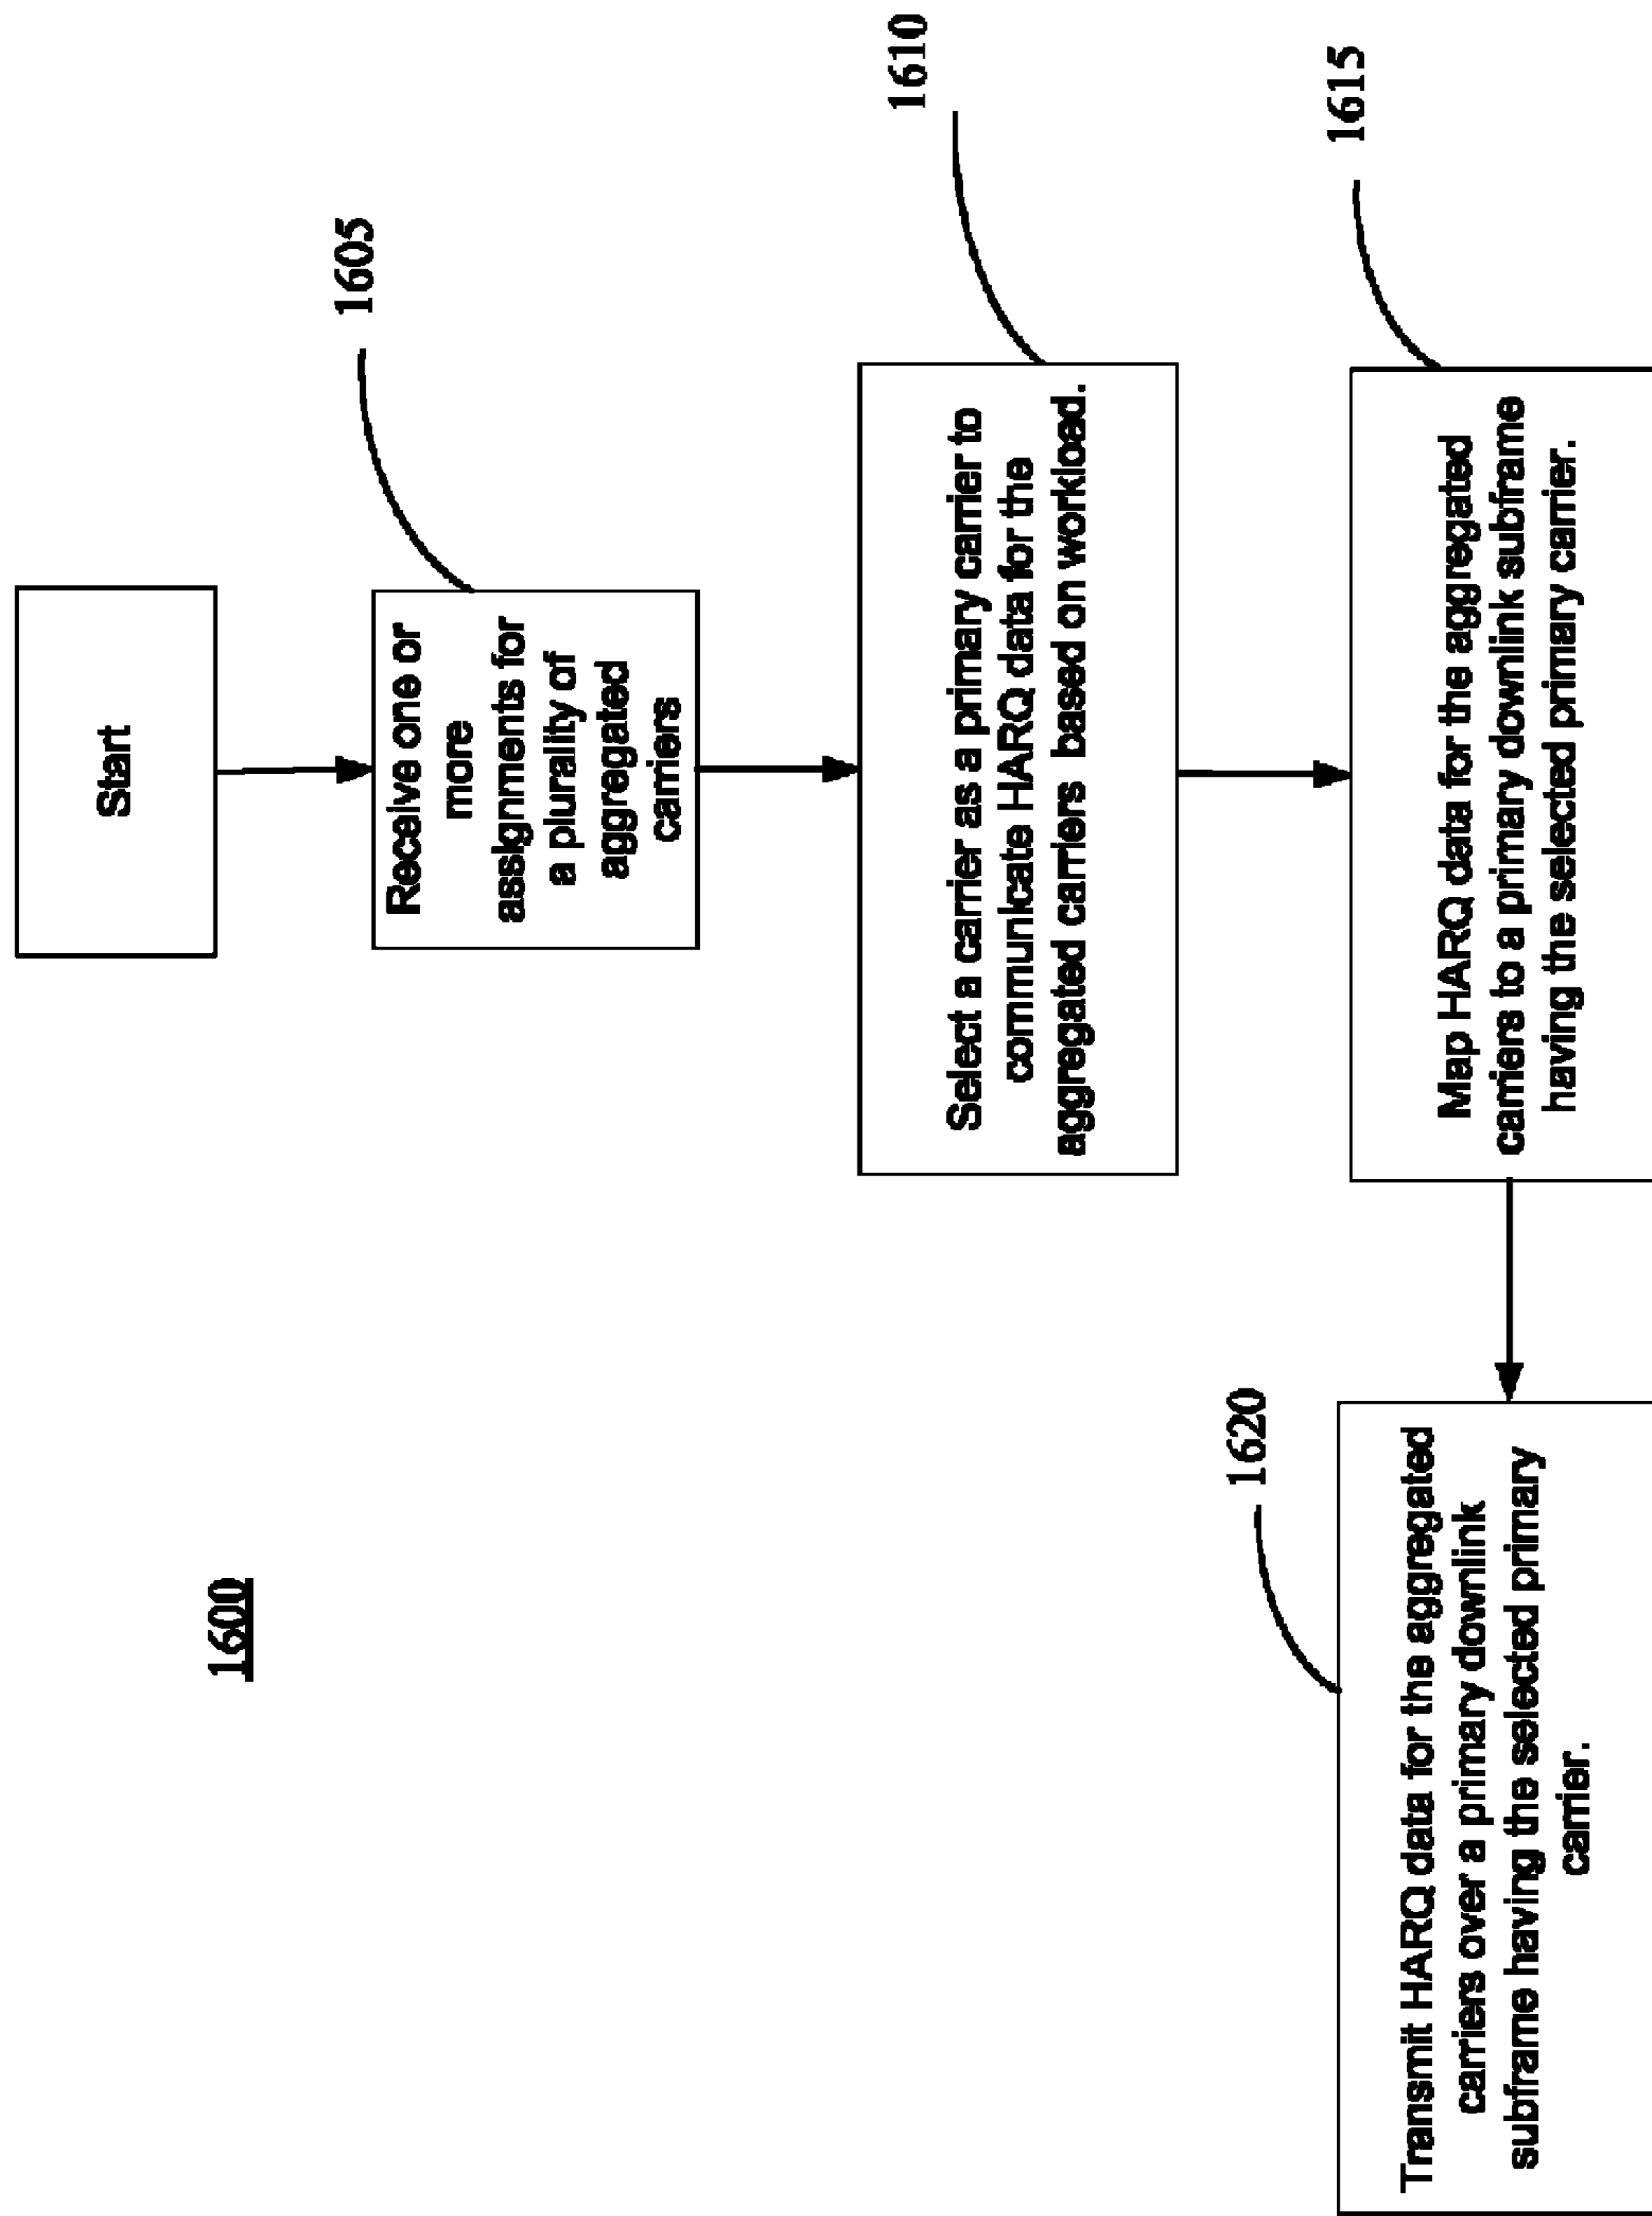 1600
Start
1605
Receive one or
more
assignments for
a plurality of
aggregated
carriers
1610
Select a carrier as a primary carrier to
communicate HARQ data for the
aggregated carriers based on workload.
1615
Map HARQ data for the aggregated
carriers to a primary downlink subframe
having the selected primary carrier.
1620
Transmit HARQ data for the aggregated
carriers over a primary downlink
subframe having the selected primary
carrier.